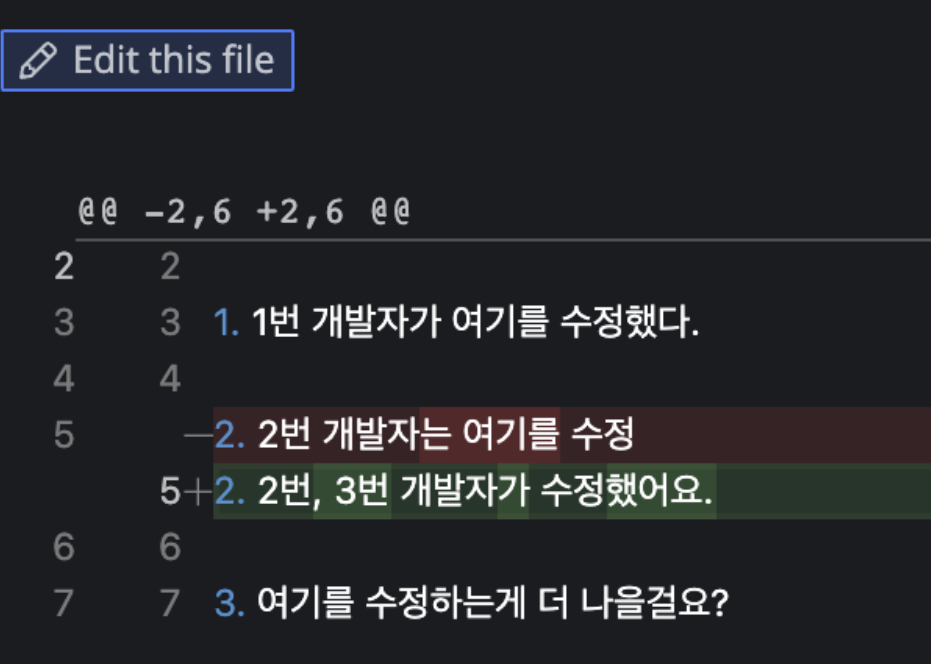 Edit this file
@@ -2,6 +2,6 @@
2 2
3 3 1. 1번 개발자가 여기를 수정했다.
4 4
5 —2. 2번 개발자는 여기를 수정
5+2. 2번, 3번 개발자가 수정했어요.
6 6
7 7 3. 여기를 수정하는게 더 나을걸요?